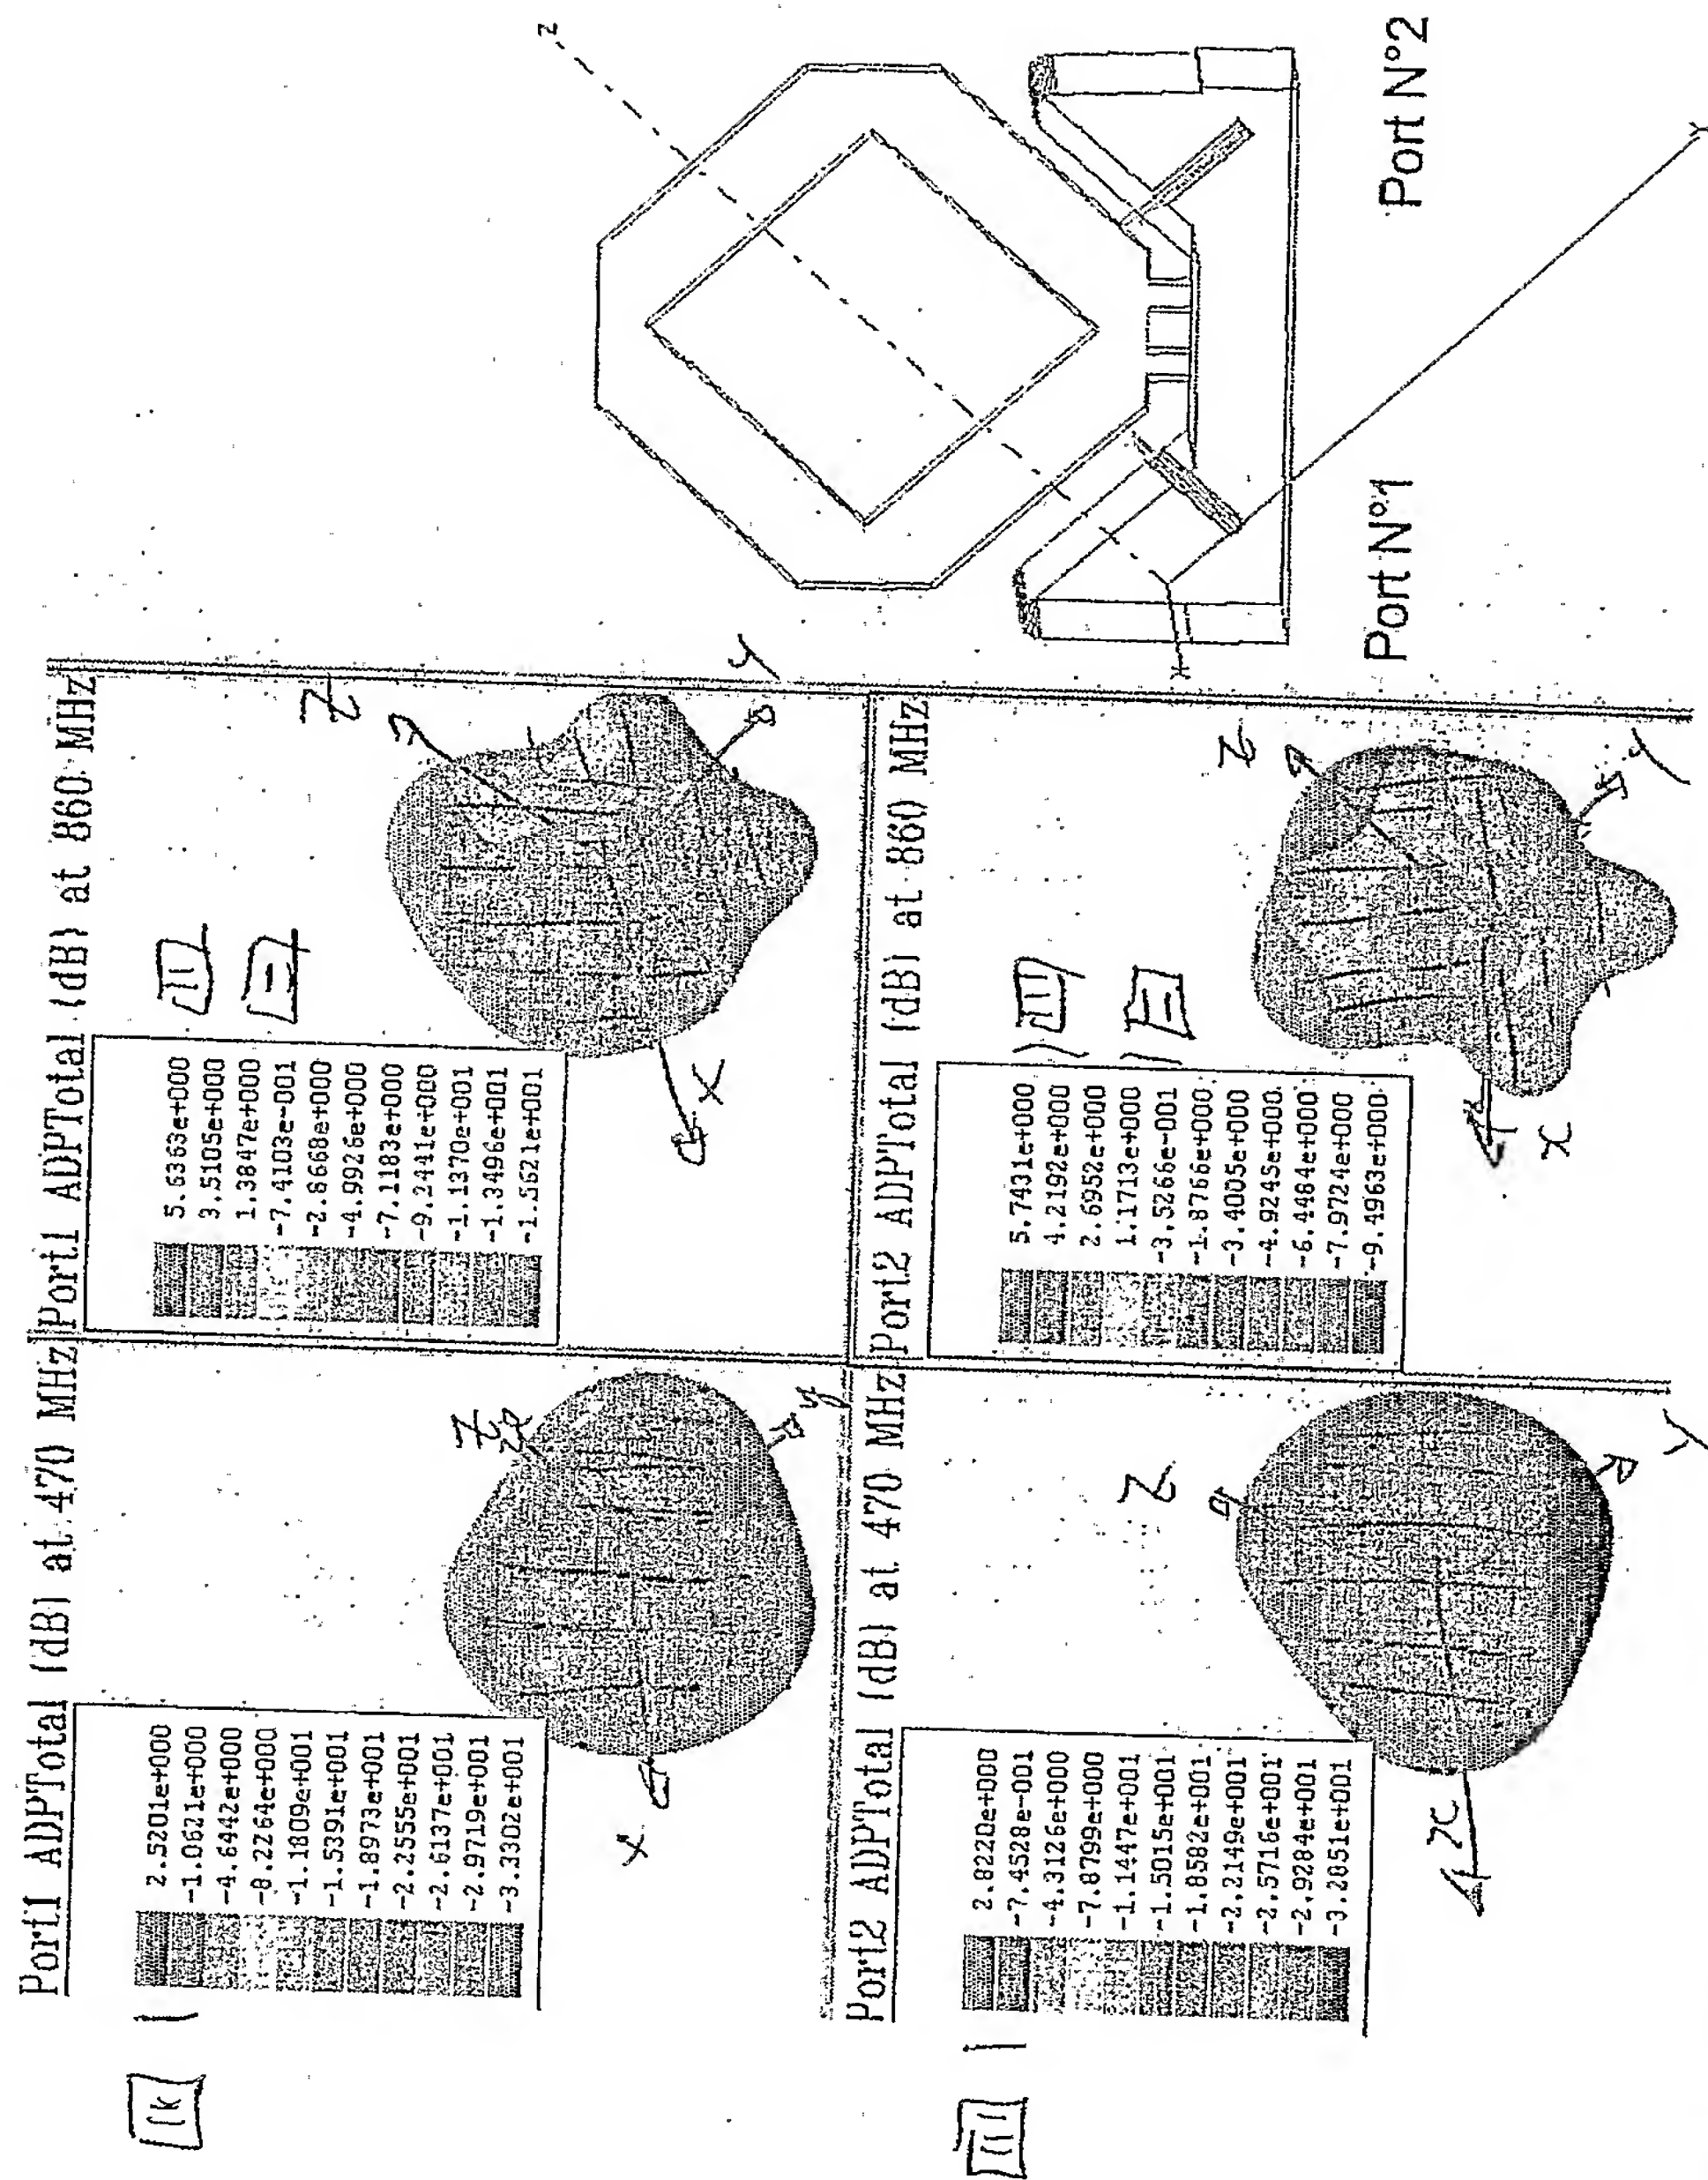 Port1 ADPTotal (dB) at 470 MHz
2.5201e+000
-1.0621e+000
-4.6442e+000
-8.2264e+000
-1.1809e+001
-1.5391e+001
-1.8973e+001
-2.2555e+001
-2.6137e+001
-2.9719e+001
-3.3302e+001
x
z
y
Port1 ADPTotal (dB) at 860 MHz
5.6363e+000
3.5105e+000
1.3847e+000
-7.4103e-001
-2.8668e+000
-4.9926e+000
-7.1183e+000
-9.2441e+000
-1.1370e+001
-1.3496e+001
-1.5621e+001
x
z
y
Port2 ADPTotal (dB) at 470 MHz
2.8220e+000
-7.4528e-001
-4.3126e+000
-7.8799e+000
-1.1447e+001
-1.5015e+001
-1.8582e+001
-2.2149e+001
-2.5716e+001
-2.9284e+001
-3.2851e+001
x
z
y
Port2 ADPTotal (dB) at 860 MHz
5.7431e+000
4.2192e+000
2.6952e+000
1.1713e+000
-3.5266e-001
-1.8766e+000
-3.4005e+000
-4.9245e+000
-6.4484e+000
-7.9724e+000
-9.4963e+000
x
z
y
z
x
Y
Port N°1
Port N°2